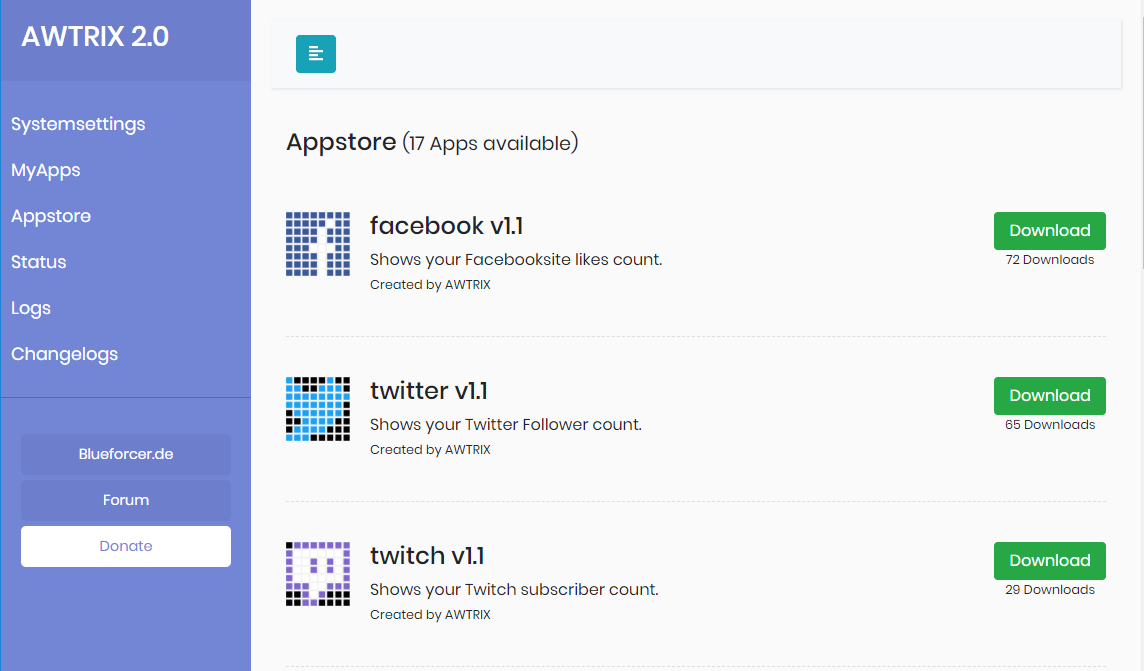 AWTRIX 2.0
Systemsettings
MyApps
Appstore
Status
Logs
Changelogs
Blueforcer.de
Forum
Donate
Appstore (17 Apps available)
facebook v1.1
Shows your Facebooksite likes count.
Created by AWTRIX
Download
72 Downloads
twitter v1.1
Shows your Twitter Follower count.
Created by AWTRIX
Download
65 Downloads
twitch v1.1
Shows your Twitch subscriber count.
Created by AWTRIX
Download
29 Downloads